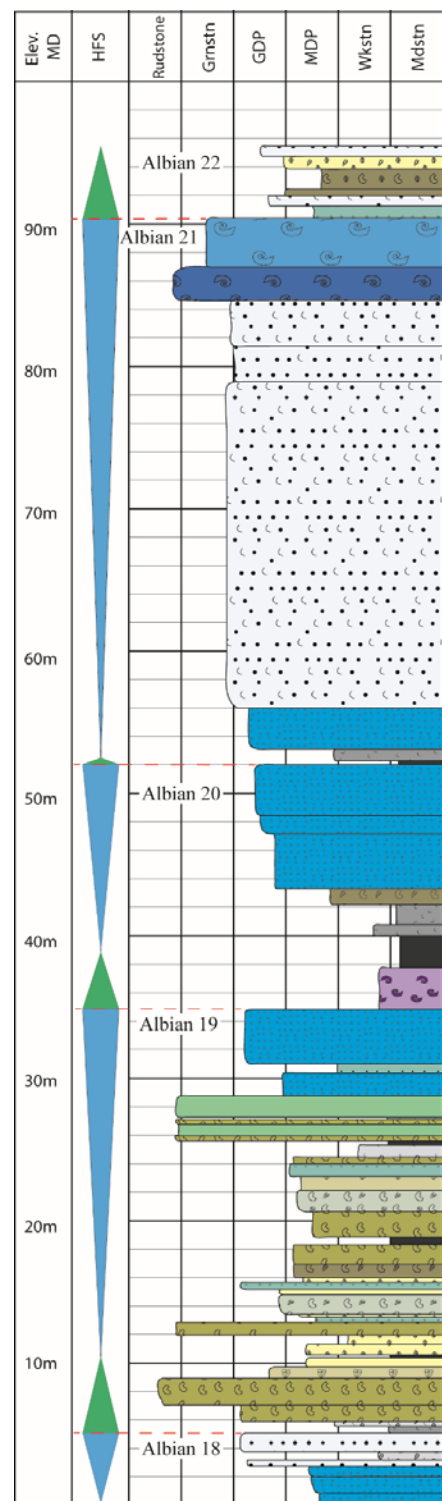 Elev. MD
HFS
Rudstone
Grnstn
GDP
MDP
Wkstn
Mdstn
Albian 22
90m
Albian 21
80m
70m
60m
50m
Albian 20
40m
Albian 19
30m
20m
10m
Albian 18